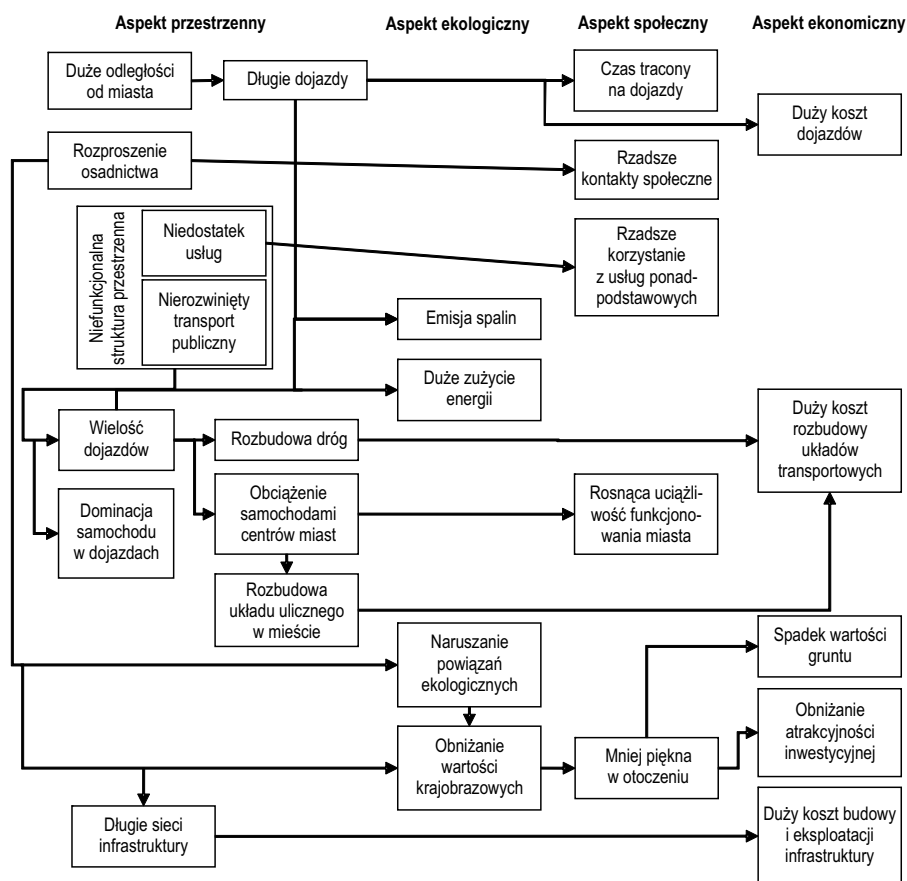 Aspekt przestrzenny
Aspekt ekologiczny
Aspekt społeczny
Aspekt ekonomiczny
Duże odległości
od miasta
Długie dojazdy
Czas tracony
na dojazdy
Duży koszt
dojazdów
Rozproszenie
osadnictwa
Rzadsze
kontakty społeczne
Niefunkcjonalna
struktura przestrzenna
Niedostatek
usług
Rzadsze
korzystanie
z usług ponad-
podstawowych
Nierozwinięty
transport
publiczny
Emisja spalin
Duże zużycie
energii
Wielość
dojazdów
Rozbudowa dróg
Duży koszt
rozbudowy
układów
transportowych
Dominacja
samochodu
w dojazdach
Obciążenie
samochodami
centrów miast
Rosnąca uciążli-
wość funkcjono-
wania miasta
Rozbudowa
układu ulicznego
w mieście
Naruszanie
powiązań
ekologicznych
Spadek wartości
gruntu
Obniżanie
wartości
krajobrazowych
Mniej piękna
w otoczeniu
Obniżanie
atrakcyjności
inwestycyjnej
Długie sieci
infrastruktury
Duży koszt budowy
i eksploatacji
infrastruktury